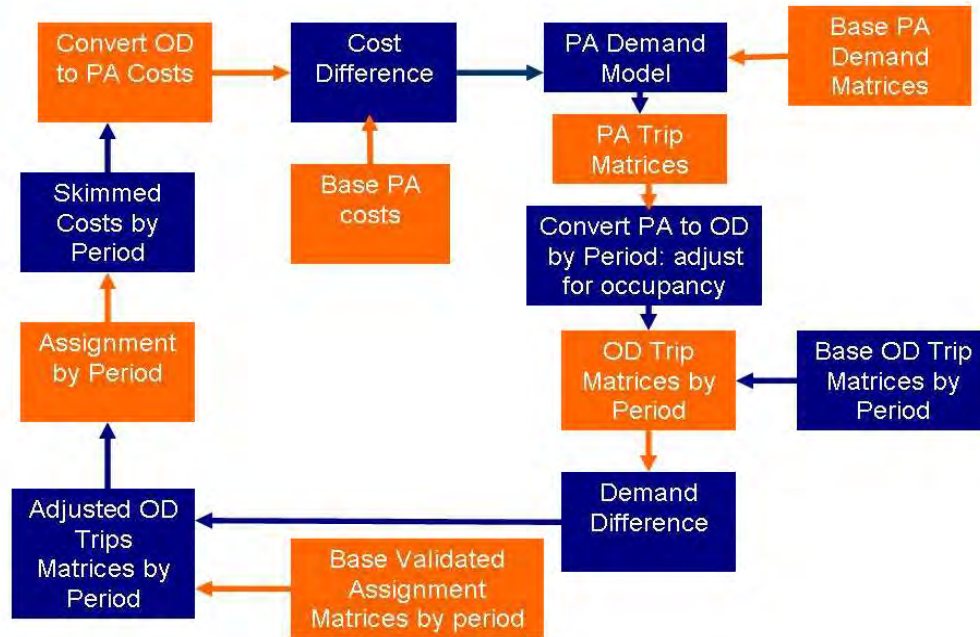 Convert OD
to PA Costs
Cost
Difference
PA Demand
Model
Base PA
Demand
Matrices
PA Trip
Matrices
Skimmed
Costs by
Period
Base PA
costs
Convert PA to OD
by Period: adjust
for occupancy
Assignment
by Period
OD Trip
Matrices by
Period
Base OD Trip
Matrices by
Period
Adjusted OD
Trips
Matrices by
Period
Demand
Difference
Base Validated
Assignment
Matrices by period